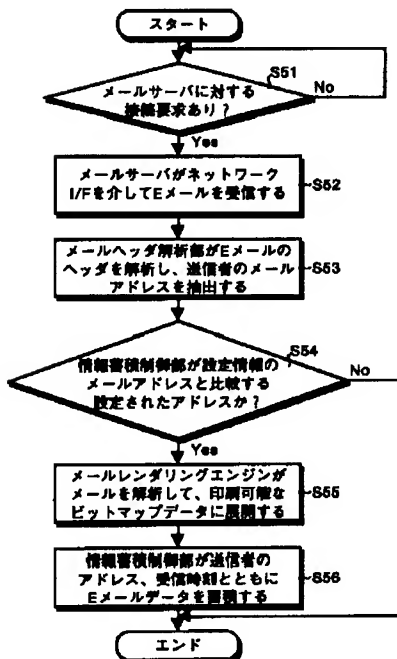 スタート
S51
メールサーバに対する
接続要求あり？
No
Yes
メールサーバがネットワーク
I/Fを介してEメールを受信する
S52
メールヘッダ解析部がEメールの
ヘッダを解析し、送信者のメール
アドレスを抽出する
S53
S54
情報蓄積制御部が設定情報の
メールアドレスと比較する
設定されたアドレスか？
No
Yes
メールレンダリングエンジンが
メールを解析して、印刷可能な
ビットマップデータに展開する
S55
情報蓄積制御部が送信者の
アドレス、受信時刻とともに
Eメールデータを蓄積する
S56
エンド